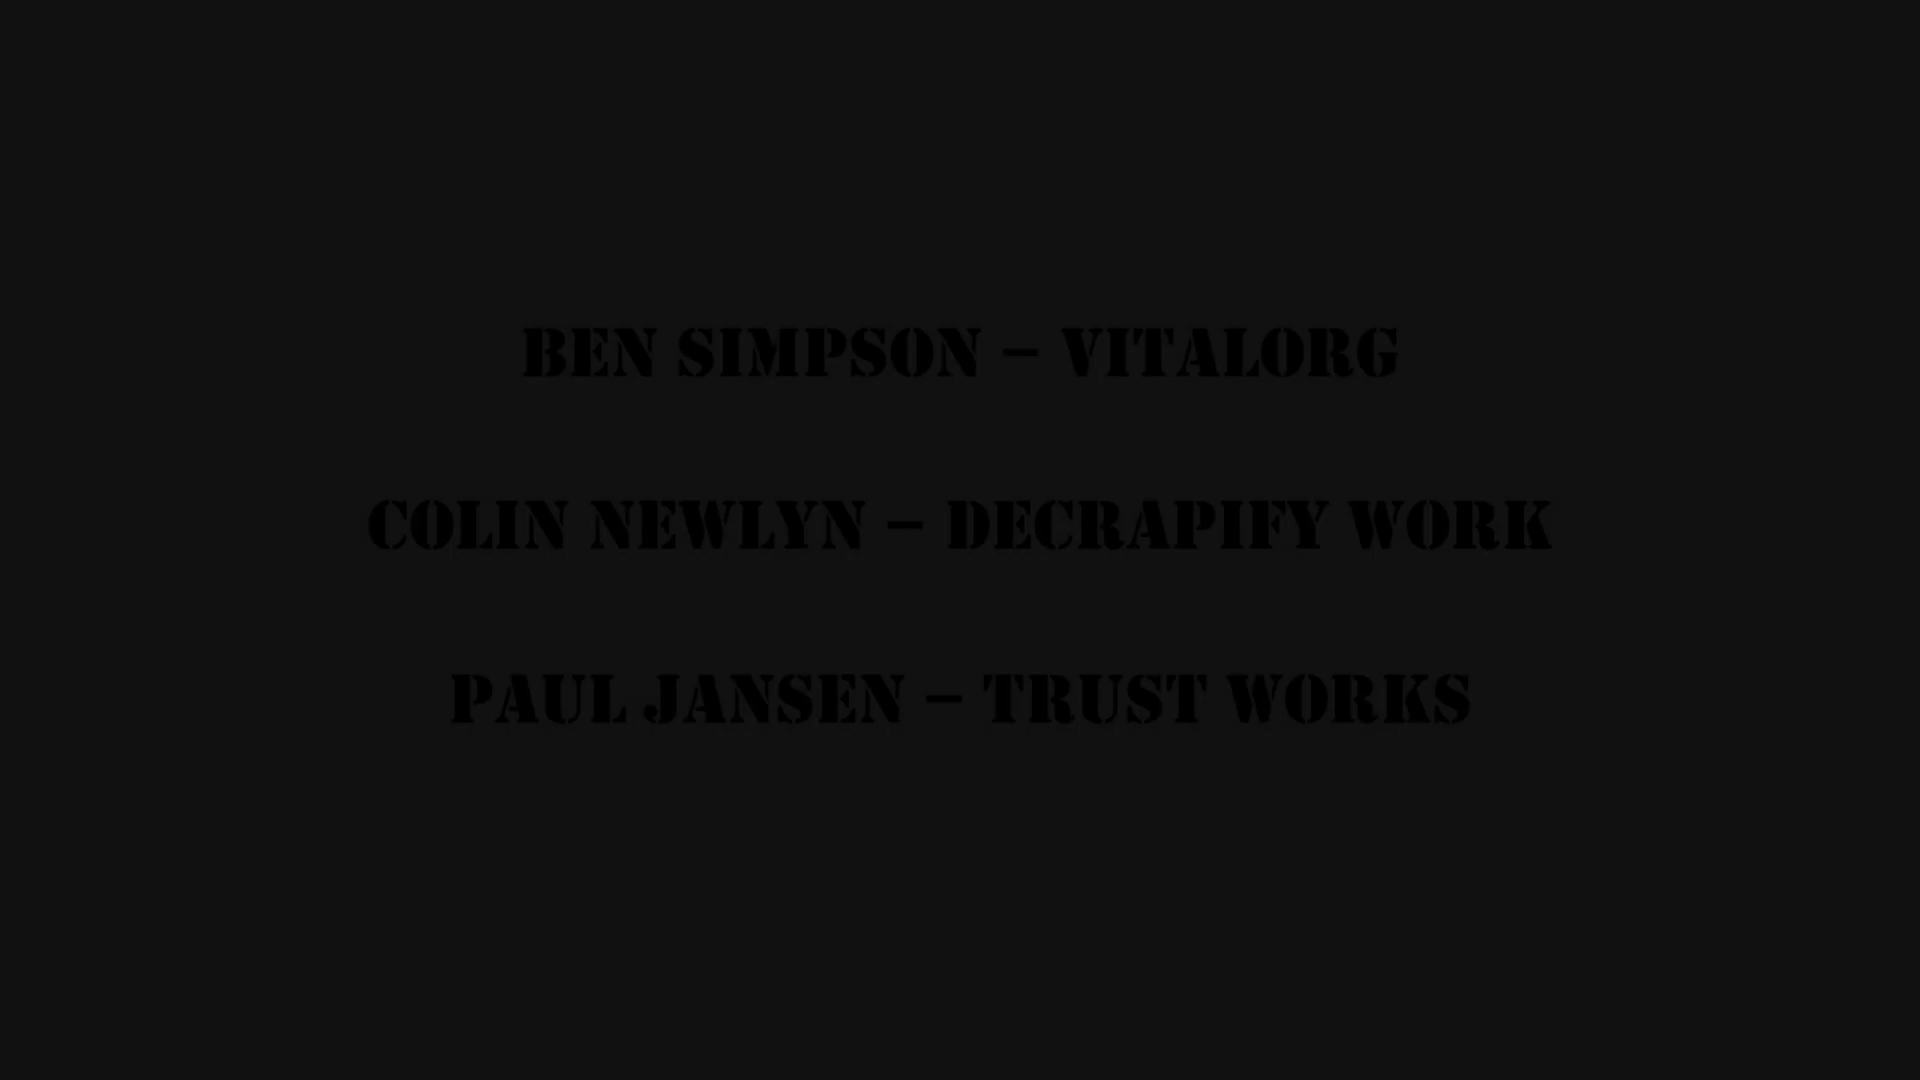 BEN SIMPSON – VITALORG
COLIN NEWLYN – DECRAPIFY WORK
PAUL JANSEN – TRUST WORKS